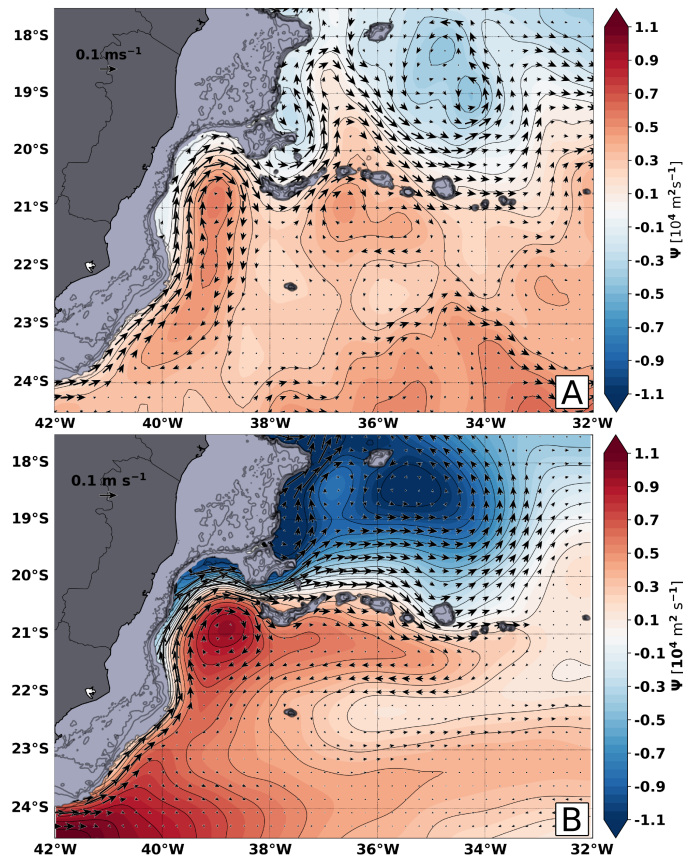 18°S
19°S
20°S
21°S
22°S
23°S
24°S
0.1 ms⁻¹
A
42°W 40°W 38°W 36°W 34°W 32°W
1.1
0.9
0.7
0.5
0.3
0.1
-0.1
-0.3
-0.5
-0.7
-0.9
-1.1
Ψ [10⁴ m²s⁻¹]
18°S
19°S
20°S
21°S
22°S
23°S
24°S
0.1 m s⁻¹
B
42°W 40°W 38°W 36°W 34°W 32°W
1.1
0.9
0.7
0.5
0.3
0.1
-0.1
-0.3
-0.5
-0.7
-0.9
-1.1
Ψ [10⁴ m² s⁻¹]